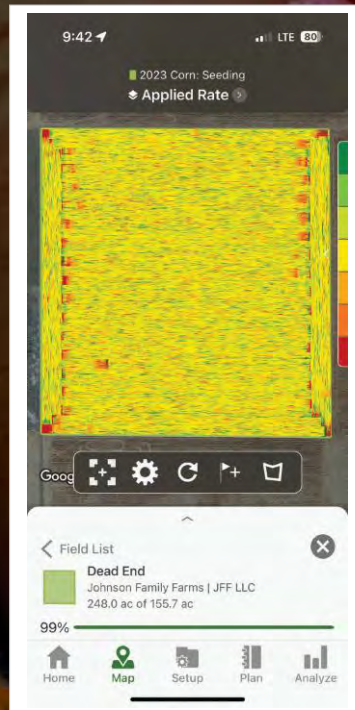 9:42
LTE 80
2023 Corn: Seeding
Applied Rate
Goog
Field List
Dead End
Johnson Family Farms | JFF LLC
248.0 ac of 155.7 ac
99%
Home Map Setup Plan Analyze